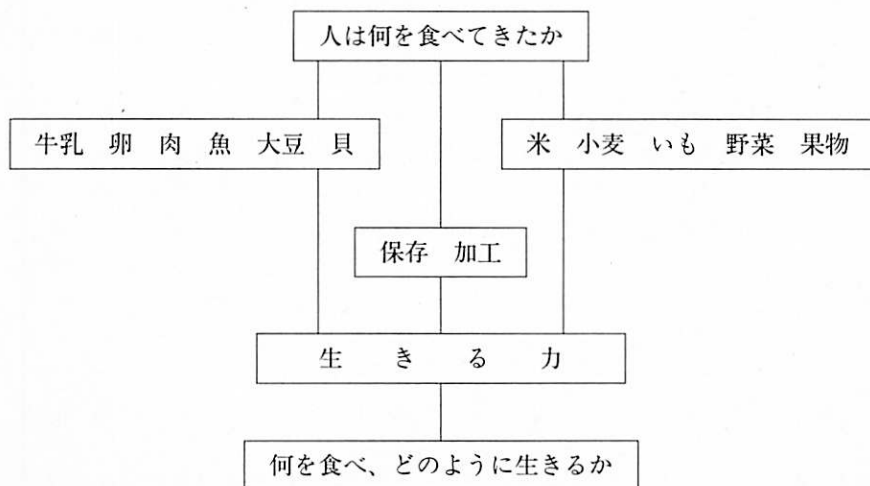 人は何を食べてきたか
牛乳　卵　肉　魚　大豆　貝
米　小麦　いも　野菜　果物
保存　加工
生　き　る　力
何を食べ、どのように生きるか